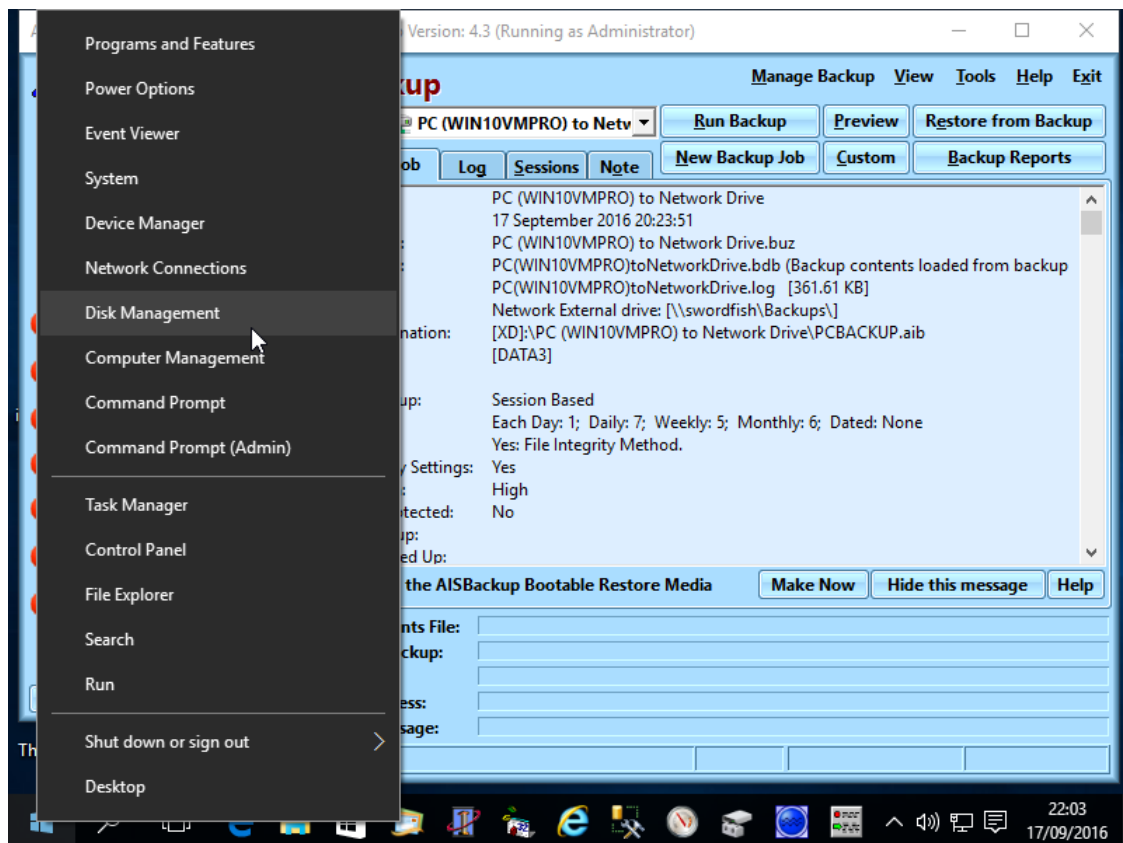 Programs and Features
Power Options
Event Viewer
System
Device Manager
Network Connections
Disk Management
Computer Management
Command Prompt
Command Prompt (Admin)
Task Manager
Control Panel
File Explorer
Search
Run
Shut down or sign out
Desktop
Version: 4.3 (Running as Administrator)
kup
Manage Backup View Tools Help Exit
PC (WIN10VMPRO) to Netw
Run Backup Preview Restore from Backup
ob Log Sessions Note
New Backup Job Custom Backup Reports
PC (WIN10VMPRO) to Network Drive
17 September 2016 20:23:51
: PC (WIN10VMPRO) to Network Drive.buz
: PC(WIN10VMPRO)toNetworkDrive.bdb (Backup contents loaded from backup
PC(WIN10VMPRO)toNetworkDrive.log [361.61 KB]
Network External drive: [\\swordfish\Backups\]
nation: [XD]:\PC (WIN10VMPRO) to Network Drive\PCBACKUP.aib
[DATA3]
up: Session Based
Each Day: 1; Daily: 7; Weekly: 5; Monthly: 6; Dated: None
Yes: File Integrity Method.
y Settings: Yes
: High
tected: No
up:
ed Up:
the AISBackup Bootable Restore Media Make Now Hide this message Help
nts File:
ckup:
ess:
sage:
Th
22:03
17/09/2016